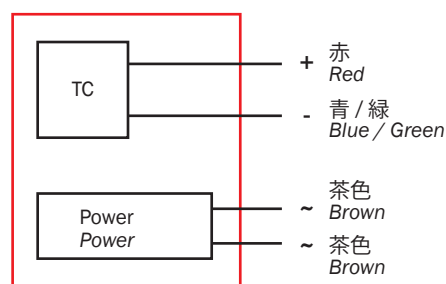 TC
+ 赤
Red
- 青 / 緑
Blue / Green
Power
Power
~ 茶色
Brown
~ 茶色
Brown